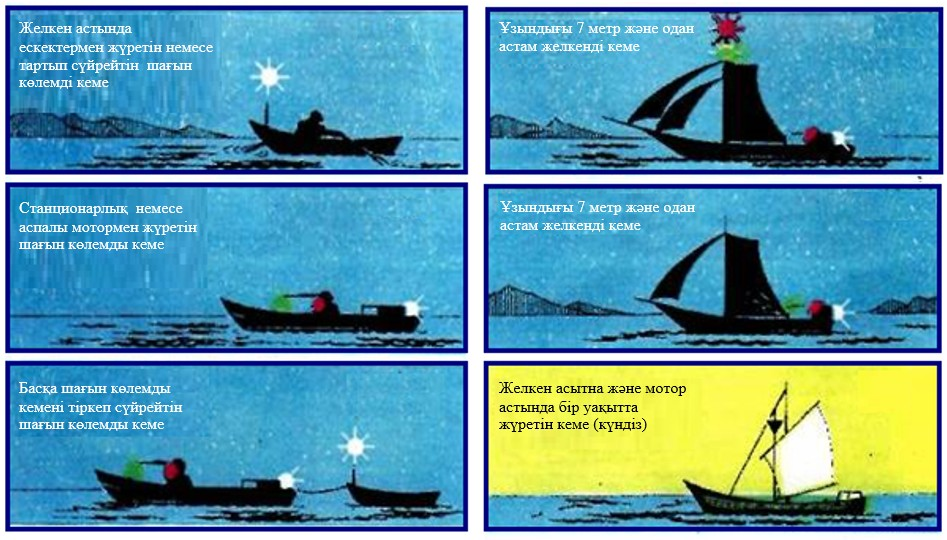 Желкен астында
ескектермен жүретін немесе
тартып сүйрейтін шағын
көлемді кеме
Ұзындығы 7 метр және одан
астам желкенді кеме
Станционарлық немесе
аспалы мотормен жүретін
шағын көлемды кеме
Ұзындығы 7 метр және одан
астам желкенді кеме
Басқа шағын көлемды
кемені тіркеп сүйрейтін
шағын көлемды кеме
Желкен асытна және мотор
астында бір уақытта
жүретін кеме (күндіз)